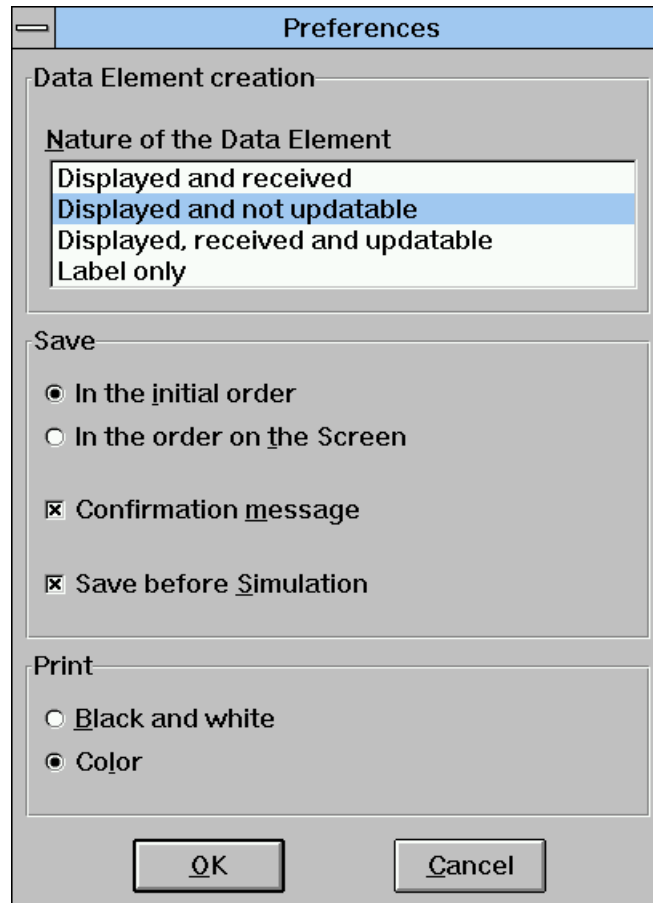 Preferences
Data Element creation
Nature of the Data Element
Displayed and received
Displayed and not updatable
Displayed, received and updatable
Label only
Save
In the initial order
In the order on the Screen
Confirmation message
Save before Simulation
Print
Black and white
Color
OK Cancel